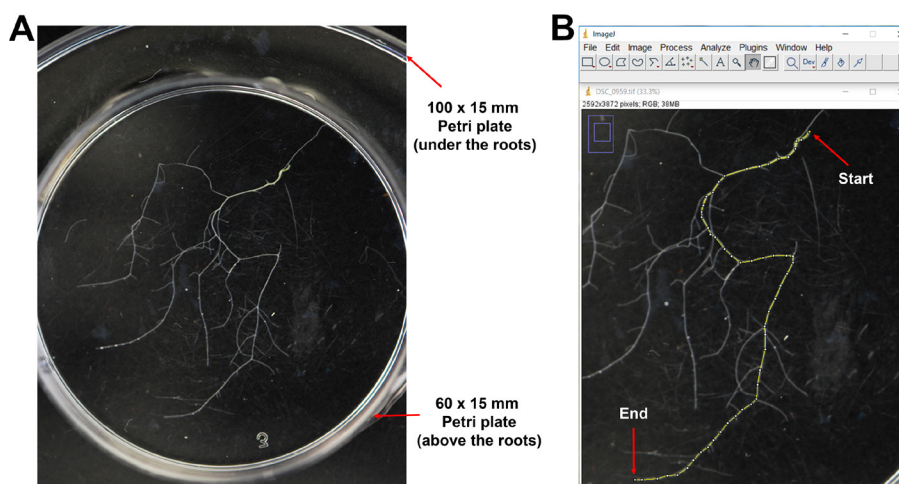 A
100 x 15 mm
Petri plate
(under the roots)
60 x 15 mm
Petri plate
(above the roots)
3
B
ImageJ
File Edit Image Process Analyze Plugins Window Help
Dev
DSC_0959.tif (33.3%)
2592x3872 pixels; RGB; 38MB
Start
End